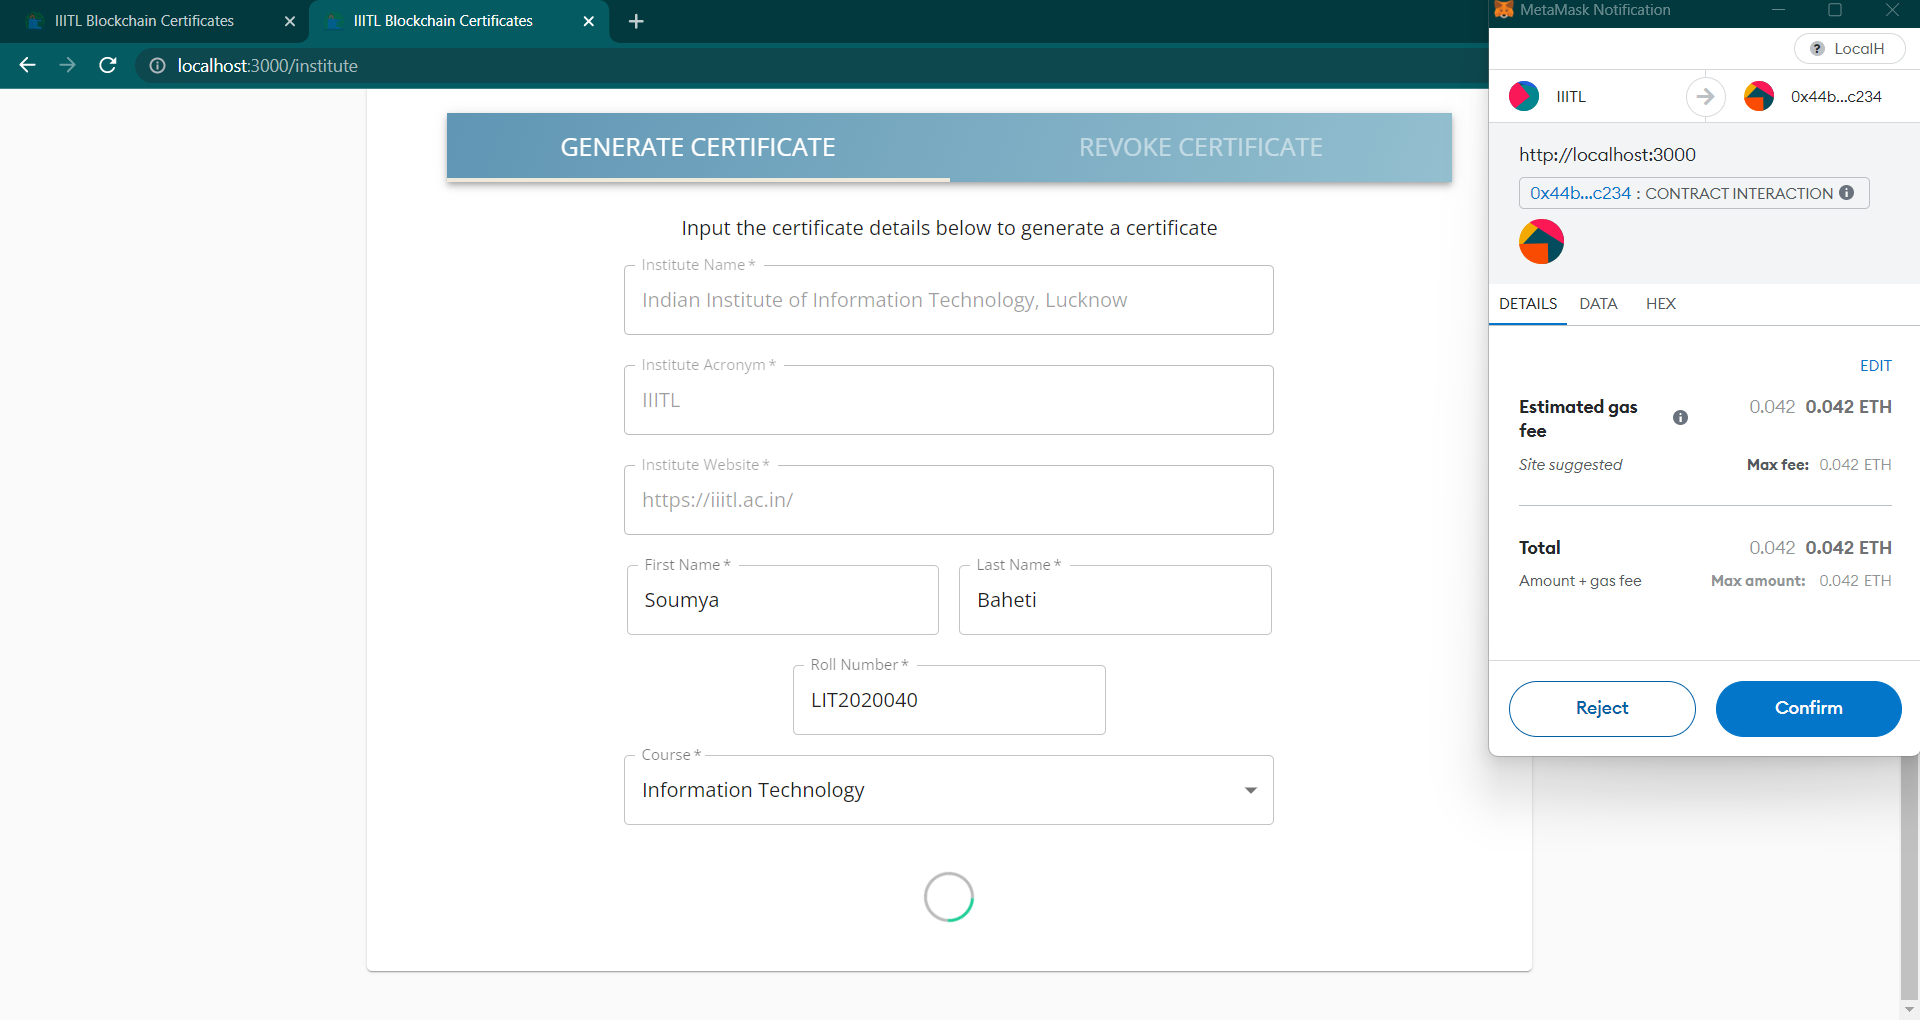 IIITL Blockchain Certificates
IIITL Blockchain Certificates
localhost:3000/institute
GENERATE CERTIFICATE
REVOKE CERTIFICATE
Input the certificate details below to generate a certificate
Institute Name *
Indian Institute of Information Technology, Lucknow
Institute Acronym *
IIITL
Institute Website *
https://iiitl.ac.in/
First Name *
Soumya
Last Name *
Baheti
Roll Number *
LIT2020040
Course *
Information Technology
MetaMask Notification
? LocalH
IIITL
0x44b...c234
http://localhost:3000
0x44b...c234 : CONTRACT INTERACTION
DETAILS DATA HEX
EDIT
Estimated gas fee
0.042 0.042 ETH
Site suggested
Max fee: 0.042 ETH
Total
0.042 0.042 ETH
Amount + gas fee
Max amount: 0.042 ETH
Reject
Confirm